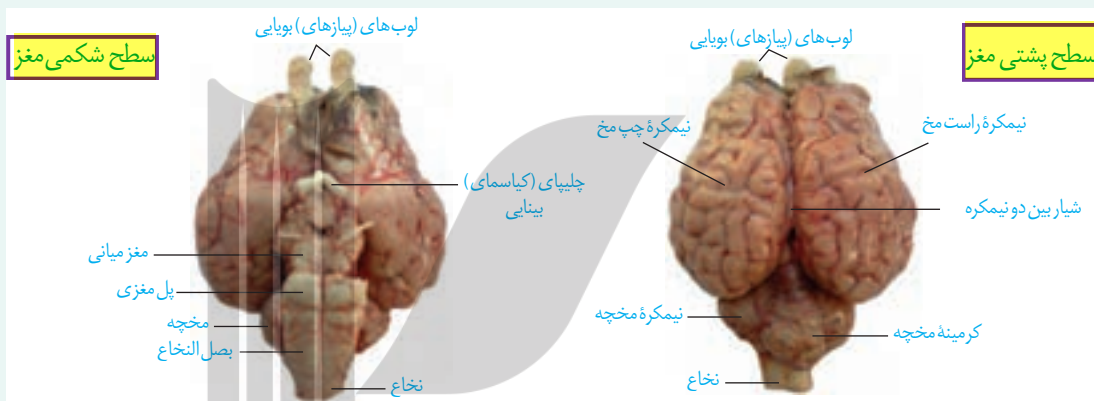 سطح پشتی مغز
لوب‌های (پیازهای) بویایی
نیمکرهٔ راست مخ
نیمکرهٔ چپ مخ
شیار بین دو نیمکره
نیمکرهٔ مخچه
کرمینهٔ مخچه
نخاع
سطح شکمی مغز
لوب‌های (پیازهای) بویایی
چلیپای (کیاسمای)
بینایی
مغز میانی
پل مغزی
مخچه
بصل النخاع
نخاع